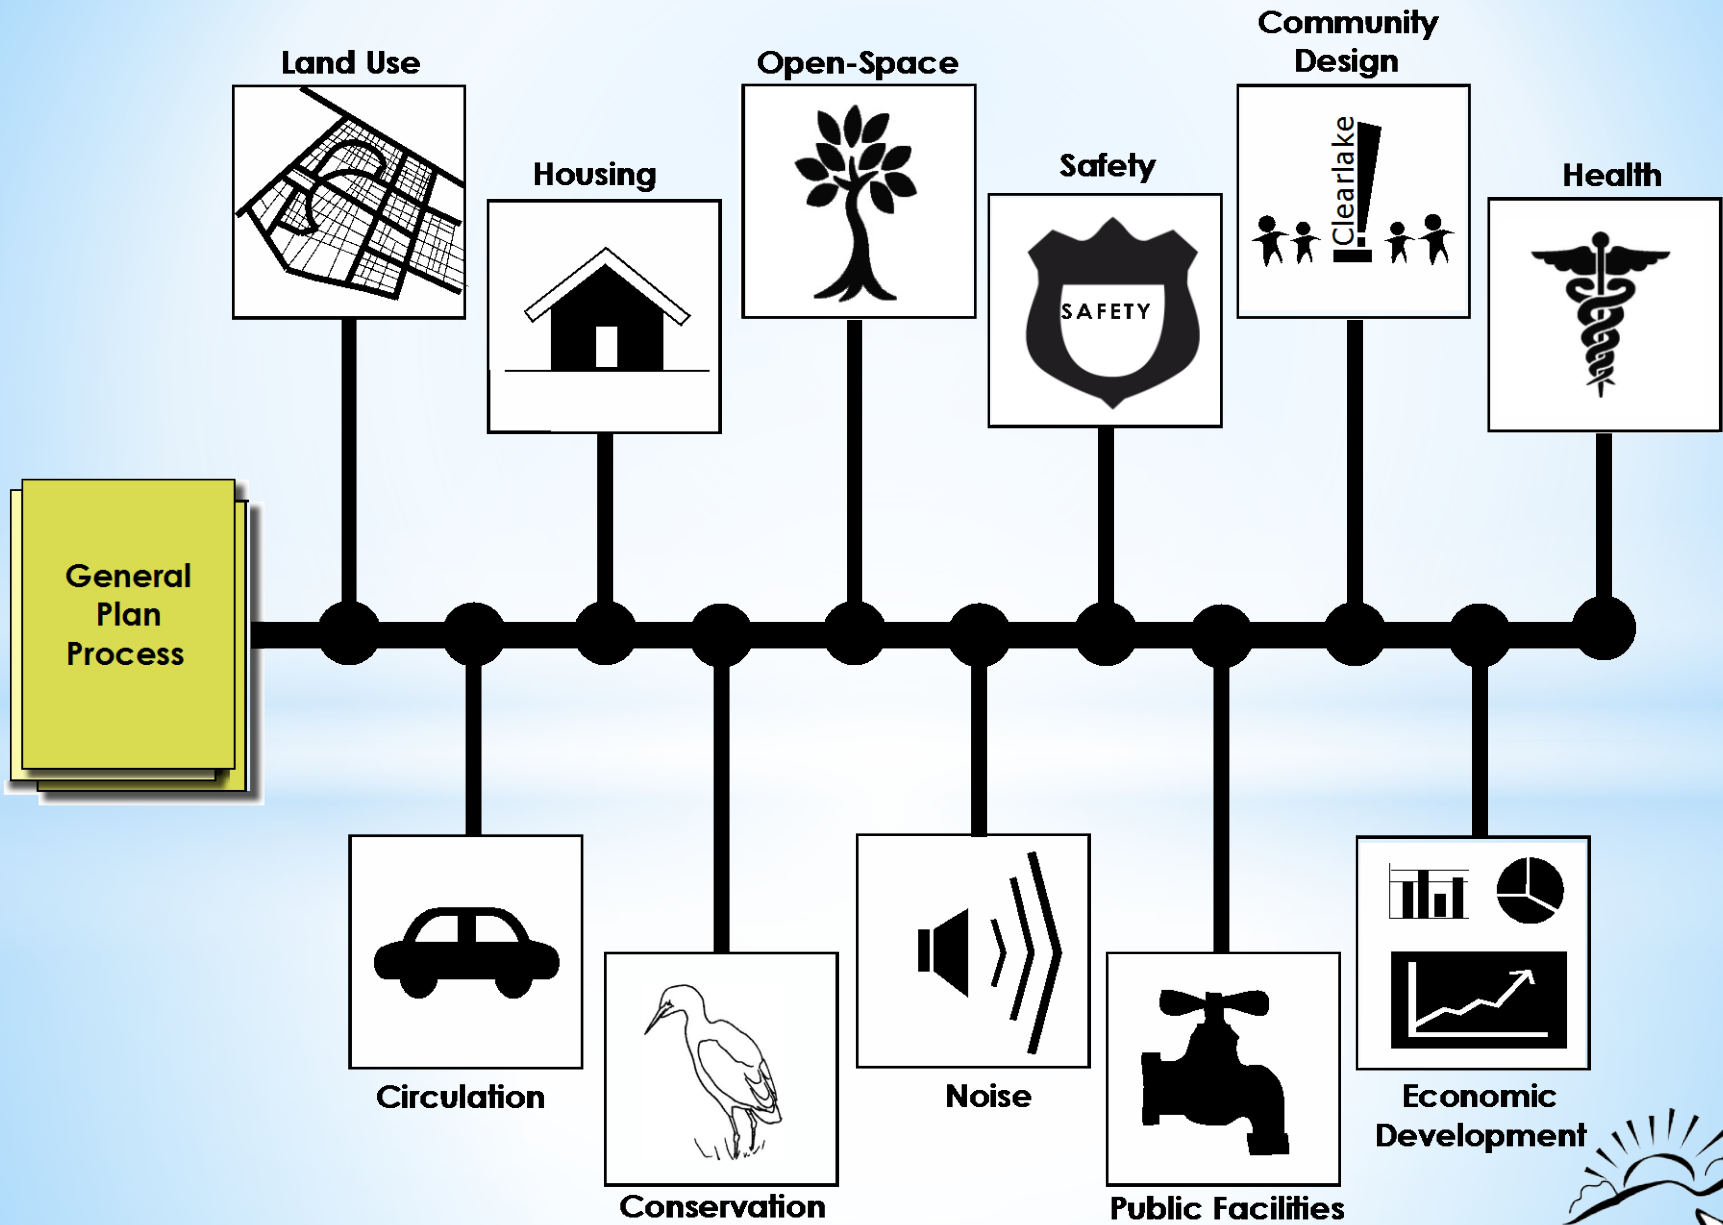 Community
Design
Land Use
Open-Space
Housing
Safety
Health
Clearlake
SAFETY
General
Plan
Process
Circulation
Noise
Economic
Development
Conservation
Public Facilities